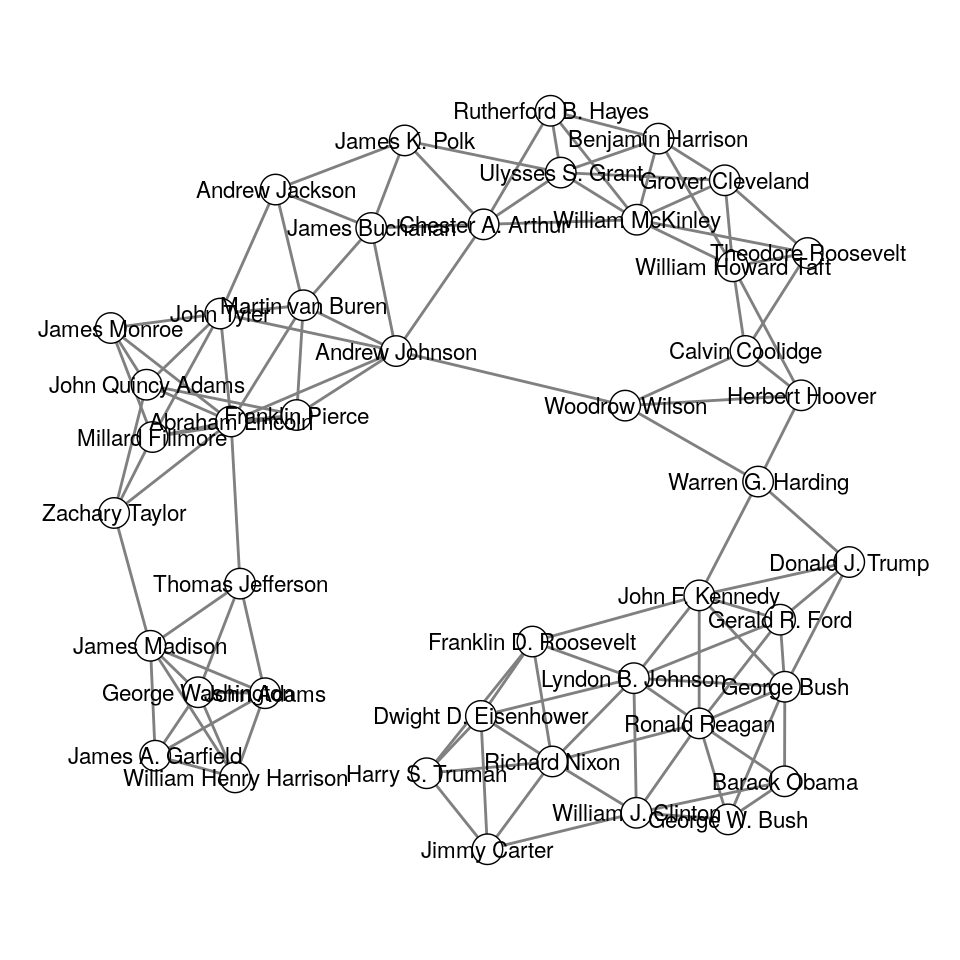 Rutherford B. Hayes
James K. Polk
Benjamin Harrison
Ulysses S. Grant
Grover Cleveland
Andrew Jackson
James Buchanan
Chester A. Arthur
William McKinley
Theodore Roosevelt
William Howard Taft
Martin van Buren
John Tyler
James Monroe
Andrew Johnson
Calvin Coolidge
John Quincy Adams
Herbert Hoover
Woodrow Wilson
Franklin Pierce
Abraham Lincoln
Millard Fillmore
Warren G. Harding
Zachary Taylor
Donald J. Trump
Thomas Jefferson
John F. Kennedy
Gerald R. Ford
Franklin D. Roosevelt
James Madison
Lyndon B. Johnson
George Bush
George Washington
John Adams
Dwight D. Eisenhower
Ronald Reagan
James A. Garfield
Richard Nixon
Harry S. Truman
William Henry Harrison
Barack Obama
William J. Clinton
George W. Bush
Jimmy Carter